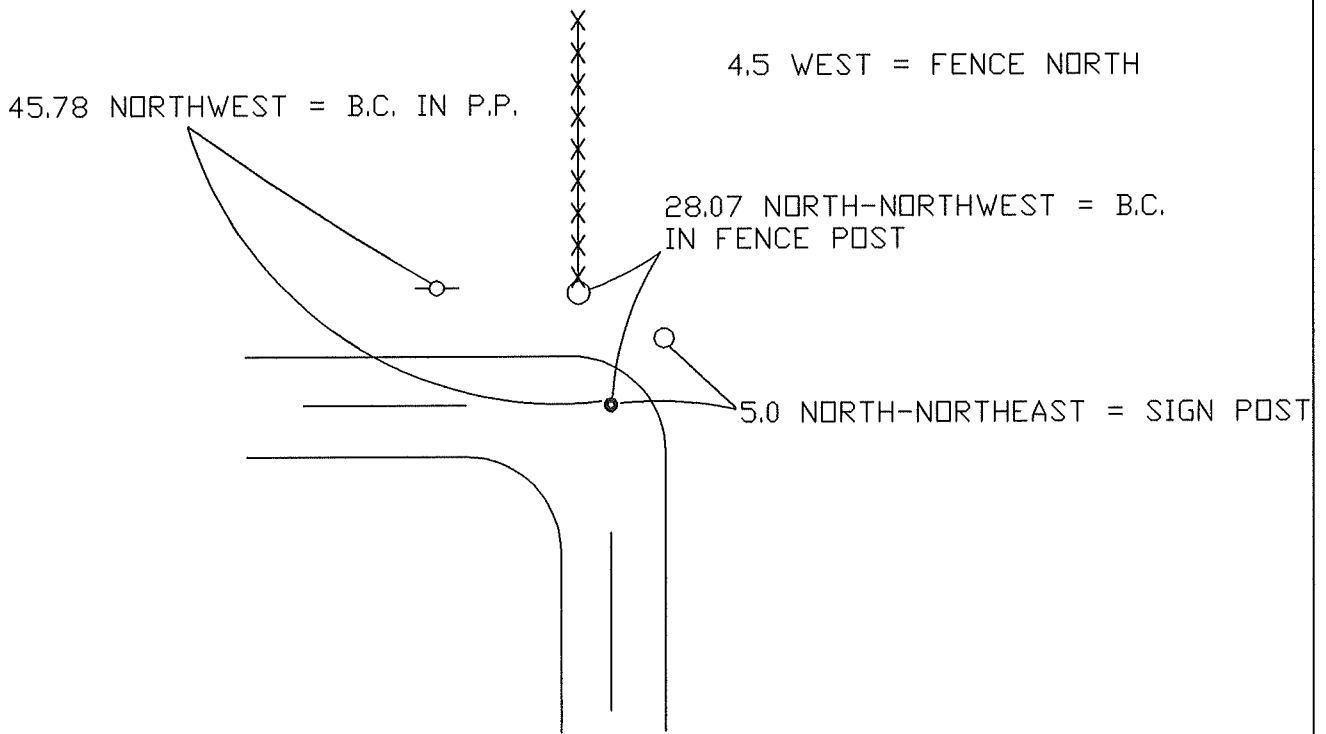 4.5 WEST = FENCE NORTH
45.78 NORTHWEST = B.C. IN P.P.
28.07 NORTH-NORTHWEST = B.C.
IN FENCE POST
5.0 NORTH-NORTHEAST = SIGN POST